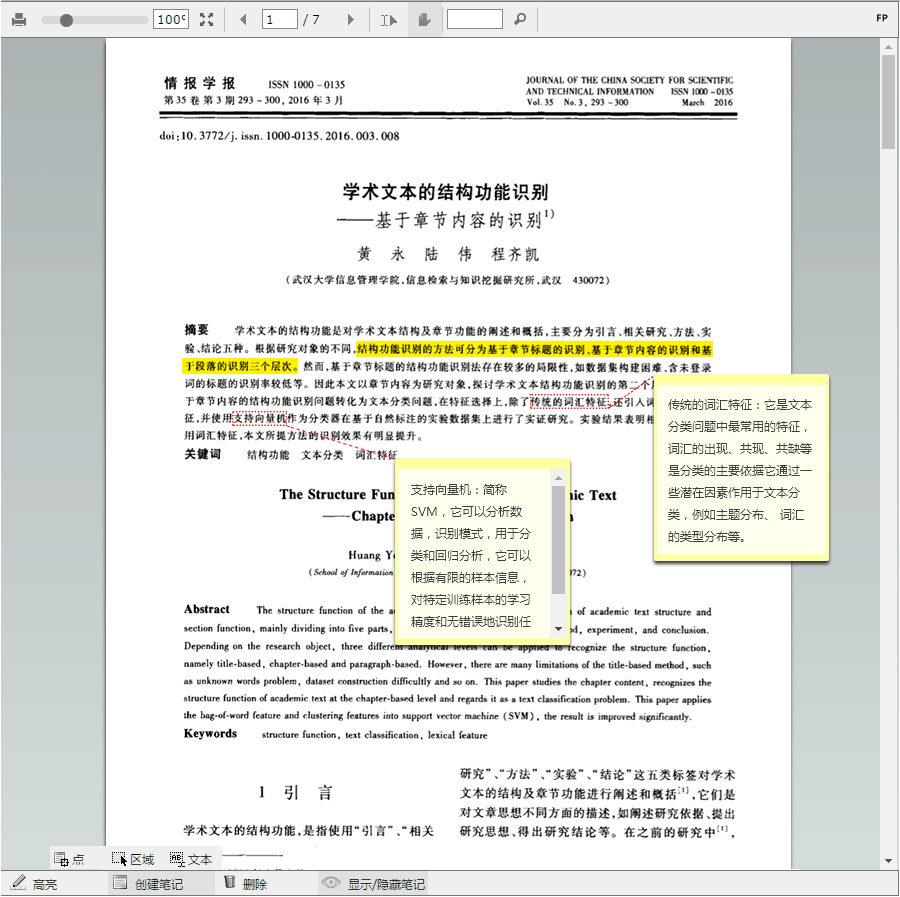 100%
1 / 7
FP
情报学报 ISSN 1000-0135
第35卷第3期293-300,2016年3月
JOURNAL OF THE CHINA SOCIETY FOR SCIENTIFIC
AND TECHNICAL INFORMATION ISSN 1000-0135
Vol. 35 No. 3, 293-300 March 2016
doi:10.3772/j.issn.1000-0135.2016.003.008
学术文本的结构功能识别
——基于章节内容的识别1)
黄永 陆伟 程齐凯
(武汉大学信息管理学院,信息检索与知识挖掘研究所,武汉 430072)
摘要 学术文本的结构功能是对学术文本结构及章节功能的阐述和概括,主要分为引言、相关研究、方法、实
验、结论五种。根据研究对象的不同,结构功能识别的方法可分为基于章节标题的识别、基于章节内容的识别和基
于段落的识别三个层次。然而,基于章节标题的结构功能识别法存在较多的局限性,如数据集构建困难、含未登录
词的标题的识别率较低等。因此本文以章节内容为研究对象,探讨学术文本结构功能识别的第二个
于章节内容的结构功能识别问题转化为文本分类问题,在特征选择上,除了传统的词汇特征,还引入词
征,并使用支持向量机作为分类器在基于自然标注的实验数据集上进行了实证研究。实验结果表明相
用词汇特征,本文所提方法的识别效果有明显提升。
关键词 结构功能 文本分类 词汇特征
传统的词汇特征：它是文本
分类问题中最常用的特征，
词汇的出现、共现、共缺等
是分类的主要依据它通过一
些潜在因素作用于文本分
类，例如主题分布、 词汇
的类型分布等。
The Structure Fun ic Text
——Chapte n
Huang Yo
(School of Information 072)
支持向量机：简称
SVM，它可以分析数
据，识别模式，用于分
类和回归分析，它可以
根据有限的样本信息，
对特定训练样本的学习
精度和无错误地识别任
Abstract The structure function of the ac of academic text structure and
section function, mainly dividing into five parts, od, experiment, and conclusion.
Depending on the research object, three different analytical levels can be applied to recognize the structure function,
namely title-based, chapter-based and paragraph-based. However, there are many limitations of the title-based method, such
as unknown words problem, dataset construction difficultly and so on. This paper studies the chapter content, recognizes the
structure function of academic text at the chapter-based level and regards it as a text classification problem. This paper applies
the bag-of-word feature and clustering features into support vector machine (SVM), the result is improved significantly.
Keywords structure function, text classification, lexical feature
1 引言
学术文本的结构功能,是指使用“引言”、“相关
研究”、“方法”、“实验”、“结论”这五类标签对学术
文本的结构及章节功能进行阐述和概括[1],它们是
对文章思想不同方面的描述,如阐述研究依据、提出
研究思想、得出研究结论等。在之前的研究中[1],
点 区域 文本
高亮 创建笔记 删除 显示/隐藏笔记